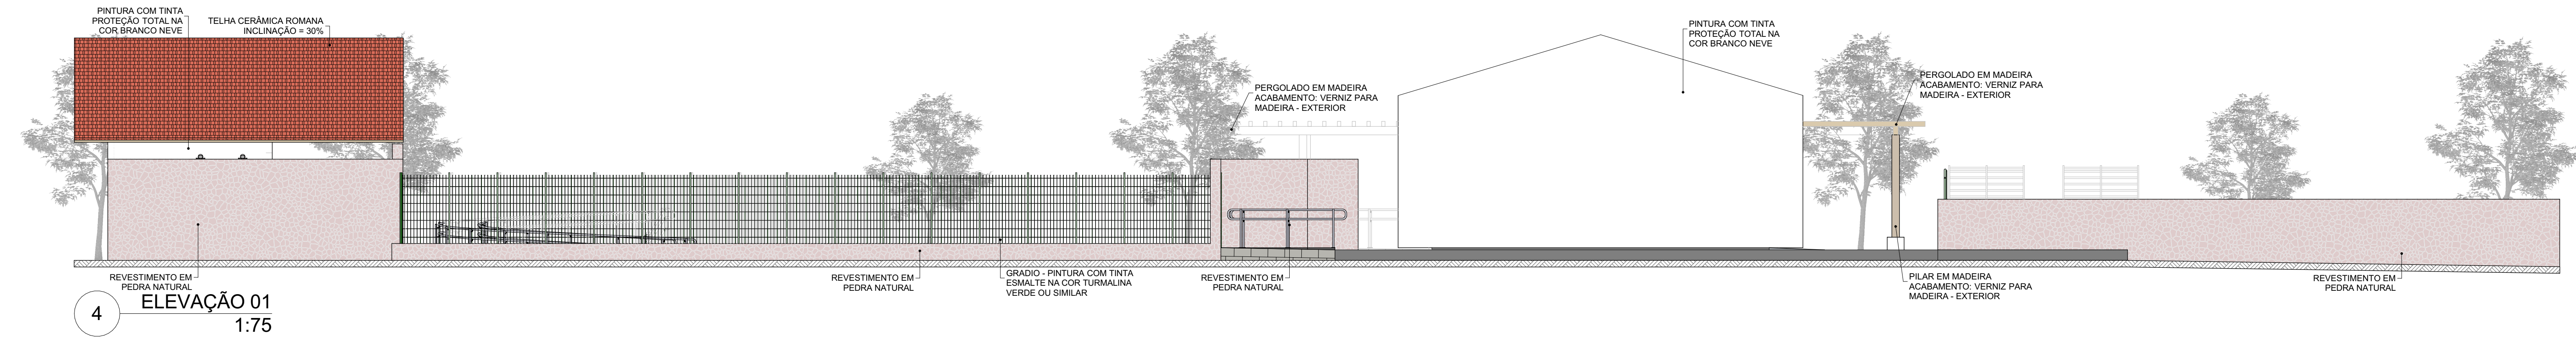 PINTURA COM TINTA
PROTEÇÃO TOTAL NA
COR BRANCO NEVE
TELHA CERÂMICA ROMANA
INCLINAÇÃO = 30%
PERGOLADO EM MADEIRA
ACABAMENTO: VERNIZ PARA
MADEIRA - EXTERIOR
PINTURA COM TINTA
PROTEÇÃO TOTAL NA
COR BRANCO NEVE
PERGOLADO EM MADEIRA
ACABAMENTO: VERNIZ PARA
MADEIRA - EXTERIOR
REVESTIMENTO EM
PEDRA NATURAL
REVESTIMENTO EM
PEDRA NATURAL
GRADIO - PINTURA COM TINTA
ESMALTE NA COR TURMALINA
VERDE OU SIMILAR
REVESTIMENTO EM
PEDRA NATURAL
PILAR EM MADEIRA
ACABAMENTO: VERNIZ PARA
MADEIRA - EXTERIOR
REVESTIMENTO EM
PEDRA NATURAL
4
ELEVAÇÃO 01
1:75